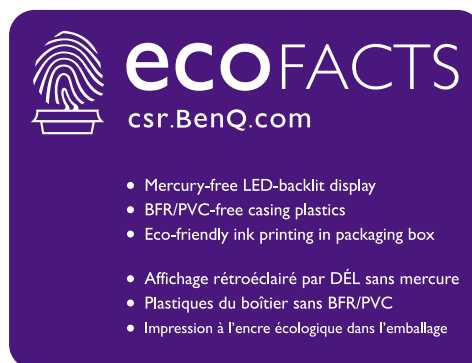 ecoFACTS
csr.BenQ.com
• Mercury-free LED-backlit display
• BFR/PVC-free casing plastics
• Eco-friendly ink printing in packaging box
• Affichage rétroéclairé par DÉL sans mercure
• Plastiques du boîtier sans BFR/PVC
• Impression à l'encre écologique dans l'emballage